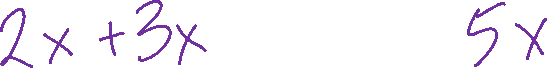 2x + 3x 5x